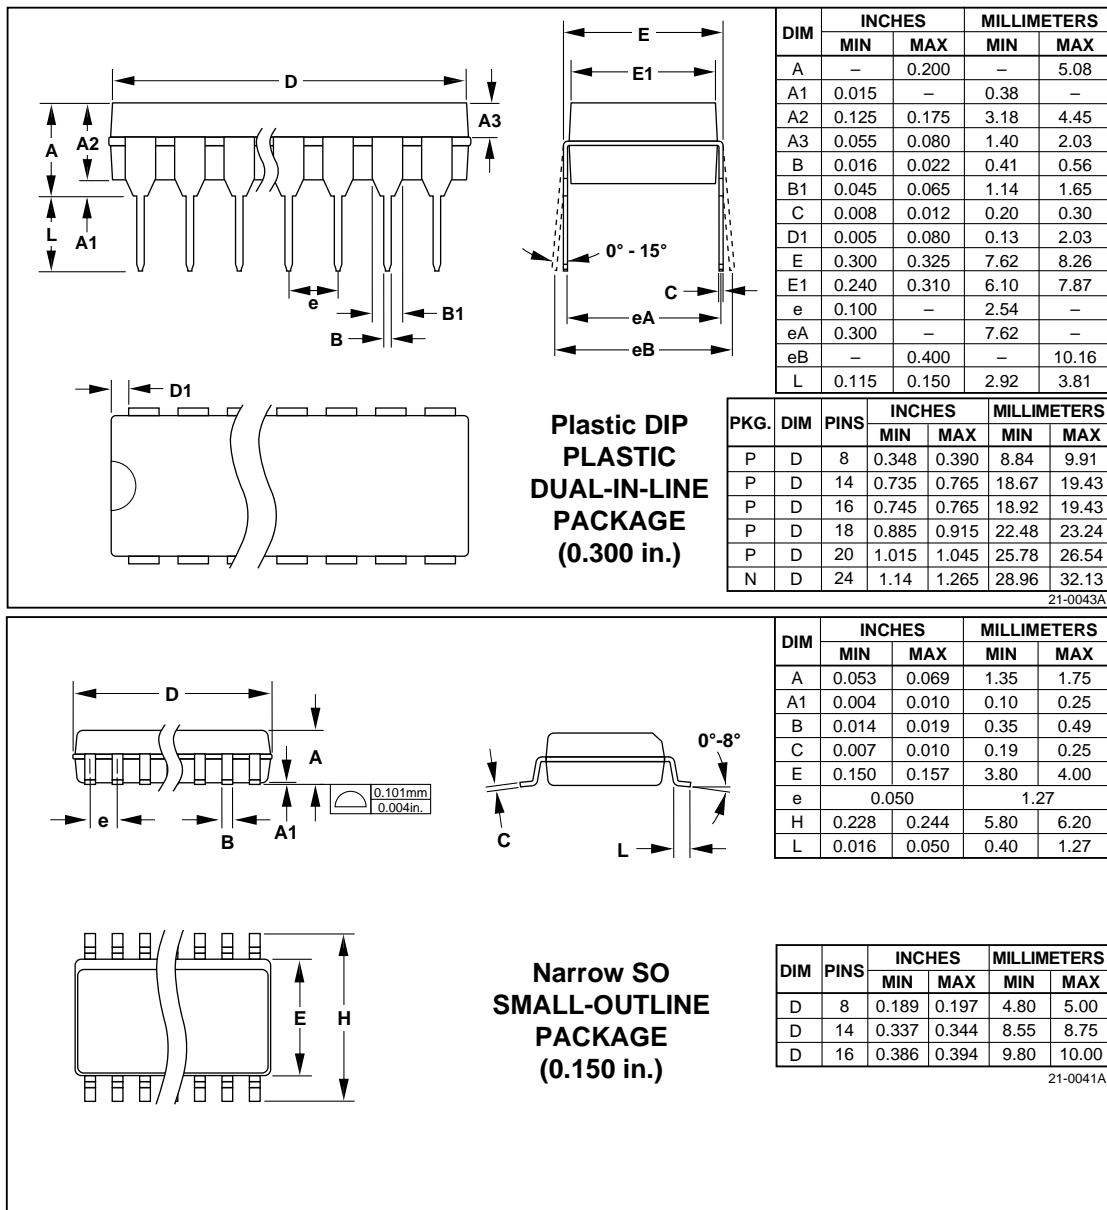 D
A
A2
A3
L
A1
e
B
B1
E
E1
0° - 15°
C
eA
eB
D1
Plastic DIP
PLASTIC
DUAL-IN-LINE
PACKAGE
(0.300 in.)
DIM INCHES MILLIMETERS
MIN MAX MIN MAX
A – 0.200 – 5.08
A1 0.015 – 0.38 –
A2 0.125 0.175 3.18 4.45
A3 0.055 0.080 1.40 2.03
B 0.016 0.022 0.41 0.56
B1 0.045 0.065 1.14 1.65
C 0.008 0.012 0.20 0.30
D1 0.005 0.080 0.13 2.03
E 0.300 0.325 7.62 8.26
E1 0.240 0.310 6.10 7.87
e 0.100 – 2.54 –
eA 0.300 – 7.62 –
eB – 0.400 – 10.16
L 0.115 0.150 2.92 3.81
PKG. DIM PINS INCHES MILLIMETERS
MIN MAX MIN MAX
P D 8 0.348 0.390 8.84 9.91
P D 14 0.735 0.765 18.67 19.43
P D 16 0.745 0.765 18.92 19.43
P D 18 0.885 0.915 22.48 23.24
P D 20 1.015 1.045 25.78 26.54
N D 24 1.14 1.265 28.96 32.13
21-0043A
D
A
0.101mm
0.004in.
e
B
A1
0°-8°
C
L
E
H
Narrow SO
SMALL-OUTLINE
PACKAGE
(0.150 in.)
DIM INCHES MILLIMETERS
MIN MAX MIN MAX
A 0.053 0.069 1.35 1.75
A1 0.004 0.010 0.10 0.25
B 0.014 0.019 0.35 0.49
C 0.007 0.010 0.19 0.25
E 0.150 0.157 3.80 4.00
e 0.050 1.27
H 0.228 0.244 5.80 6.20
L 0.016 0.050 0.40 1.27
DIM PINS INCHES MILLIMETERS
MIN MAX MIN MAX
D 8 0.189 0.197 4.80 5.00
D 14 0.337 0.344 8.55 8.75
D 16 0.386 0.394 9.80 10.00
21-0041A